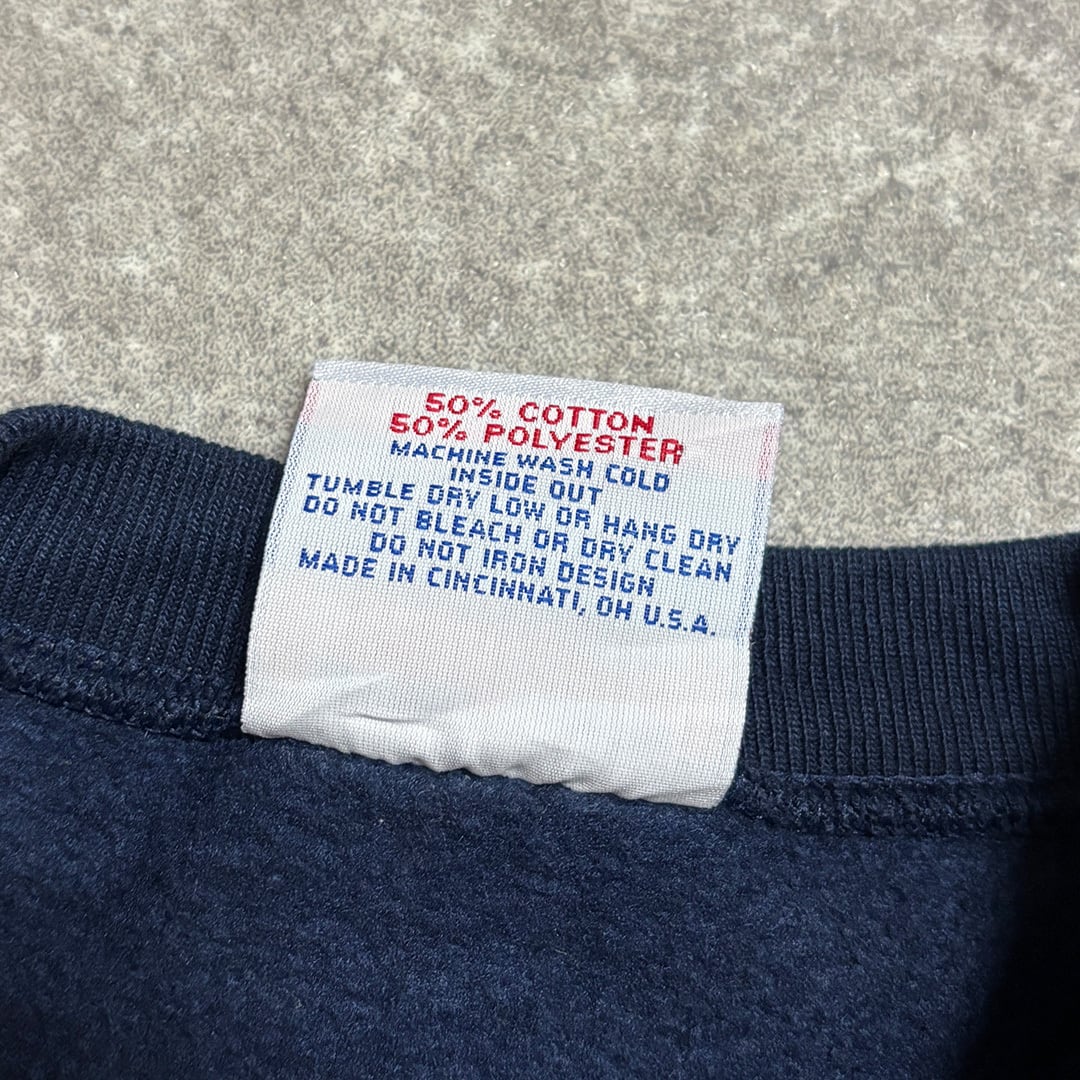 50% COTTON
50% POLYESTER
MACHINE WASH COLD
INSIDE OUT
TUMBLE DRY LOW OR HANG DRY
DO NOT BLEACH OR DRY CLEAN
DO NOT IRON DESIGN
MADE IN CINCINNATI, OH U.S.A.